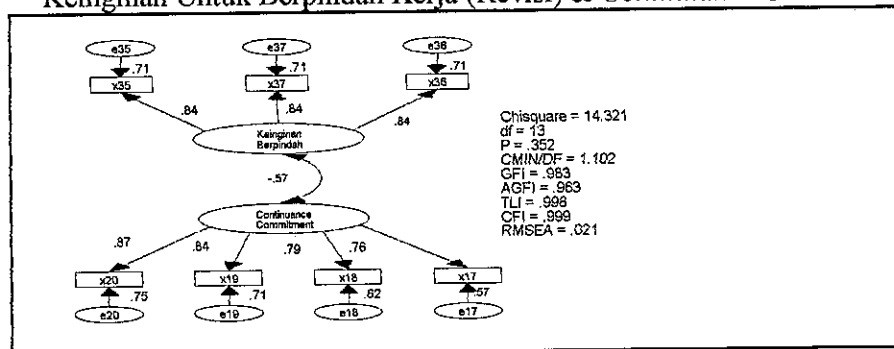 Keinginan Untuk Berpindah Kerja (Revisi)
e35 e37 e36
.71 .71 .71
x35 x37 x36
.84 .84 .84
Keinginan
Berpindah
-.57
Continuance
Commitment
.87 .84 .79 .76
x20 x19 x18 x17
.75 .71 .62 .57
e20 e19 e18 e17
Chisquare = 14.321
df = 13
P = .352
CMIN/DF = 1.102
GFI = .983
AGFI = .963
TLI = .998
CFI = .999
RMSEA = .021